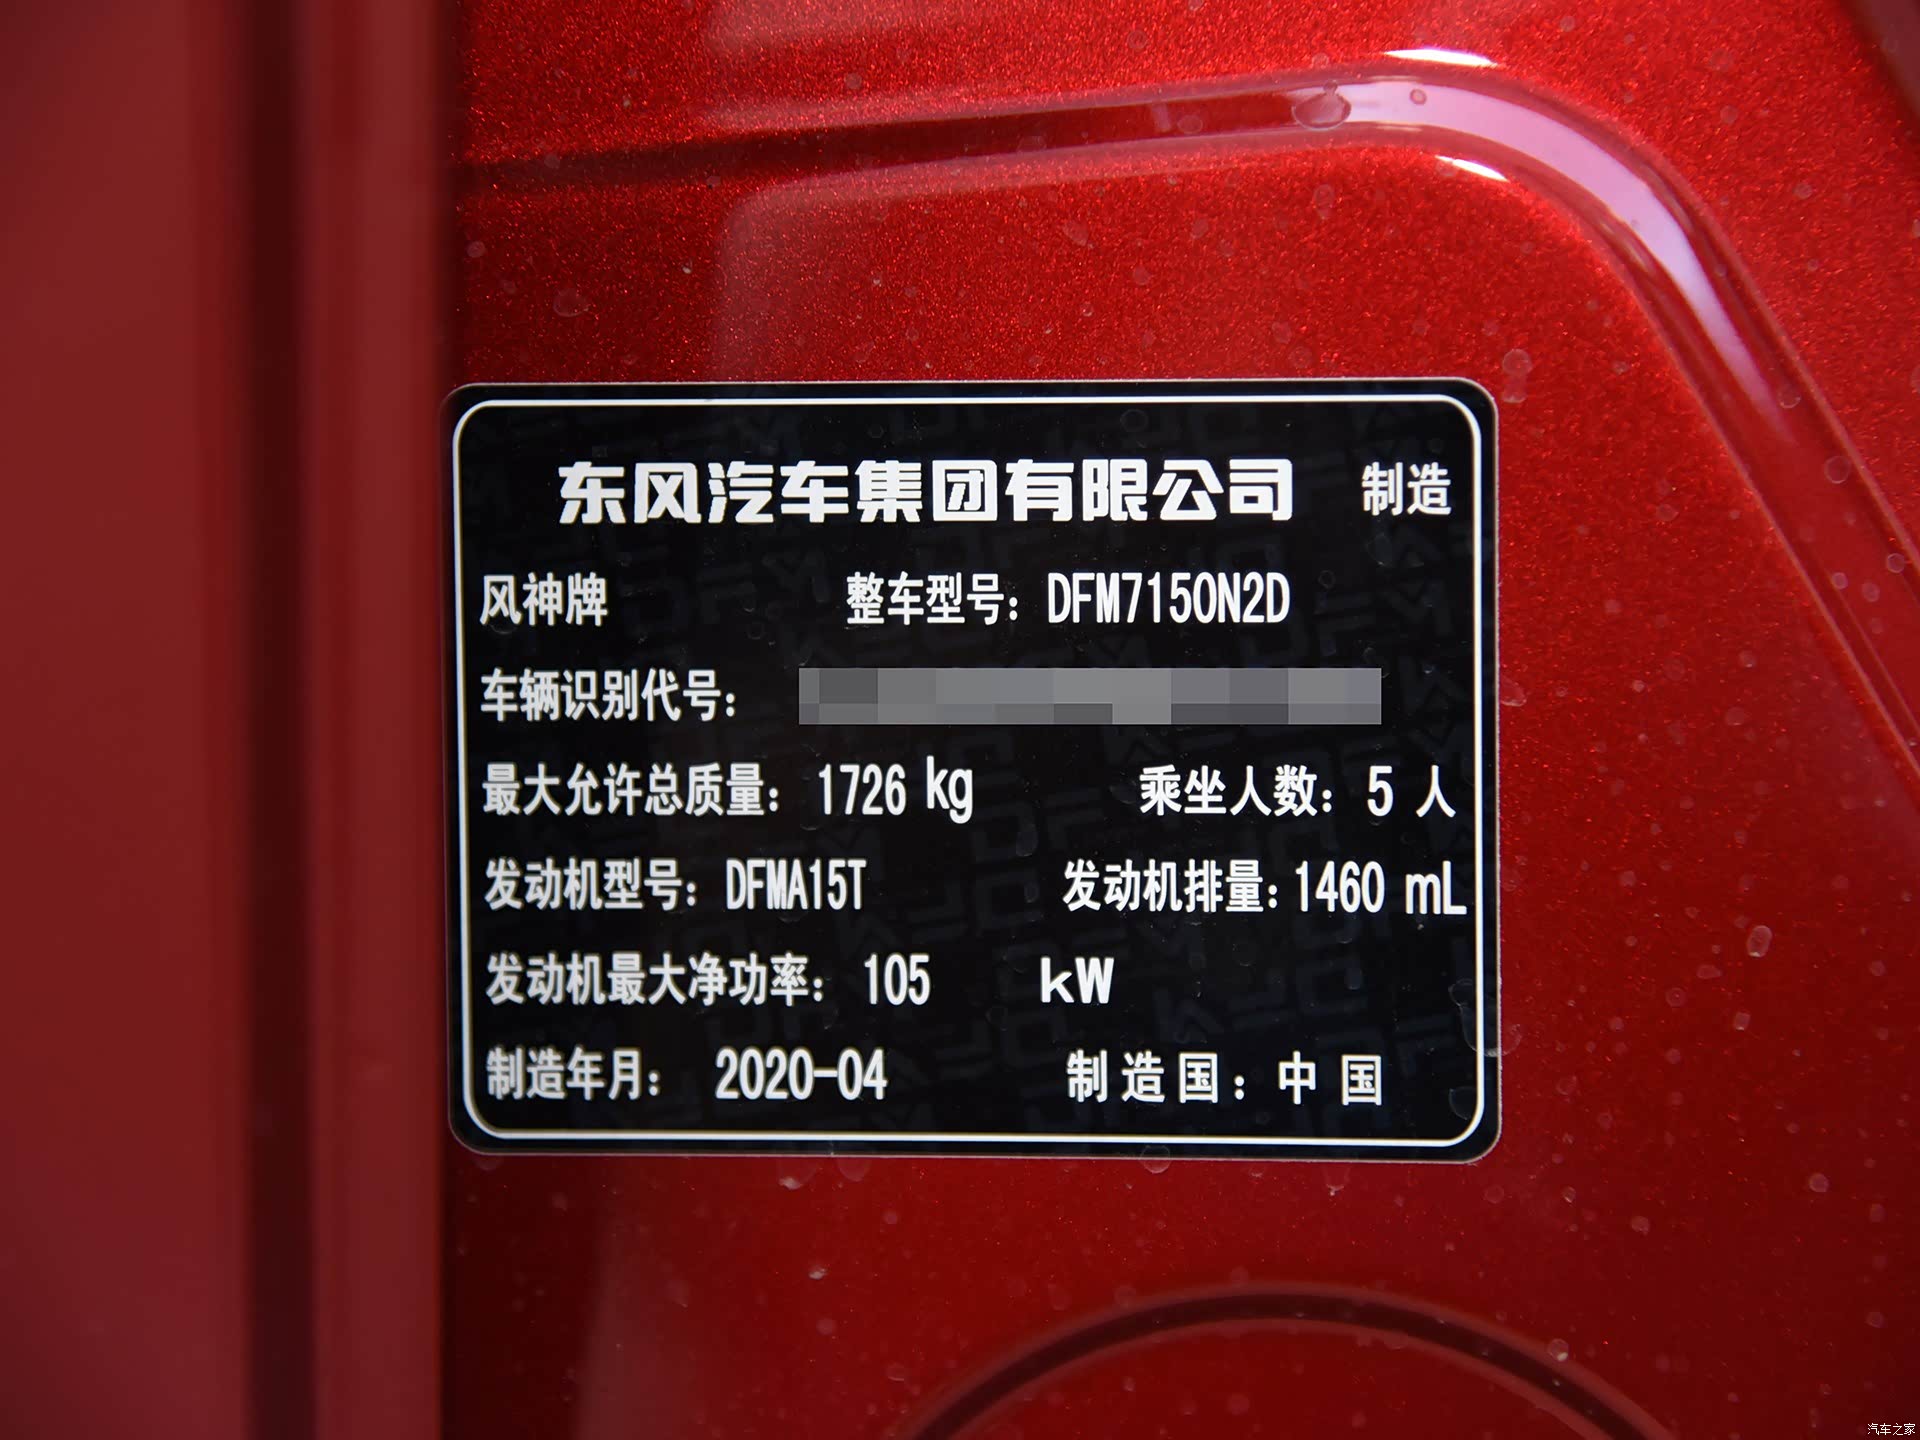 东风汽车集团有限公司 制造
风神牌 整车型号：DFM7150N2D
车辆识别代号：
最大允许总质量：1726 kg 乘坐人数：5 人
发动机型号：DFMA15T 发动机排量：1460 mL
发动机最大净功率：105 kW
制造年月：2020-04 制造国：中国
汽车之家